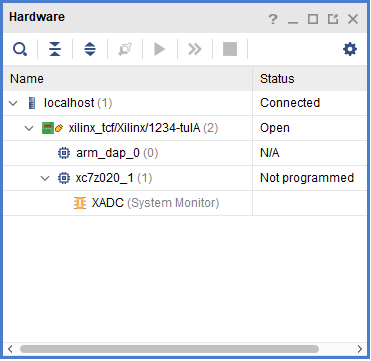 Hardware
Name Status
localhost (1) Connected
xilinx_tcf/Xilinx/1234-tulA (2) Open
arm_dap_0 (0) N/A
xc7z020_1 (1) Not programmed
XADC (System Monitor)